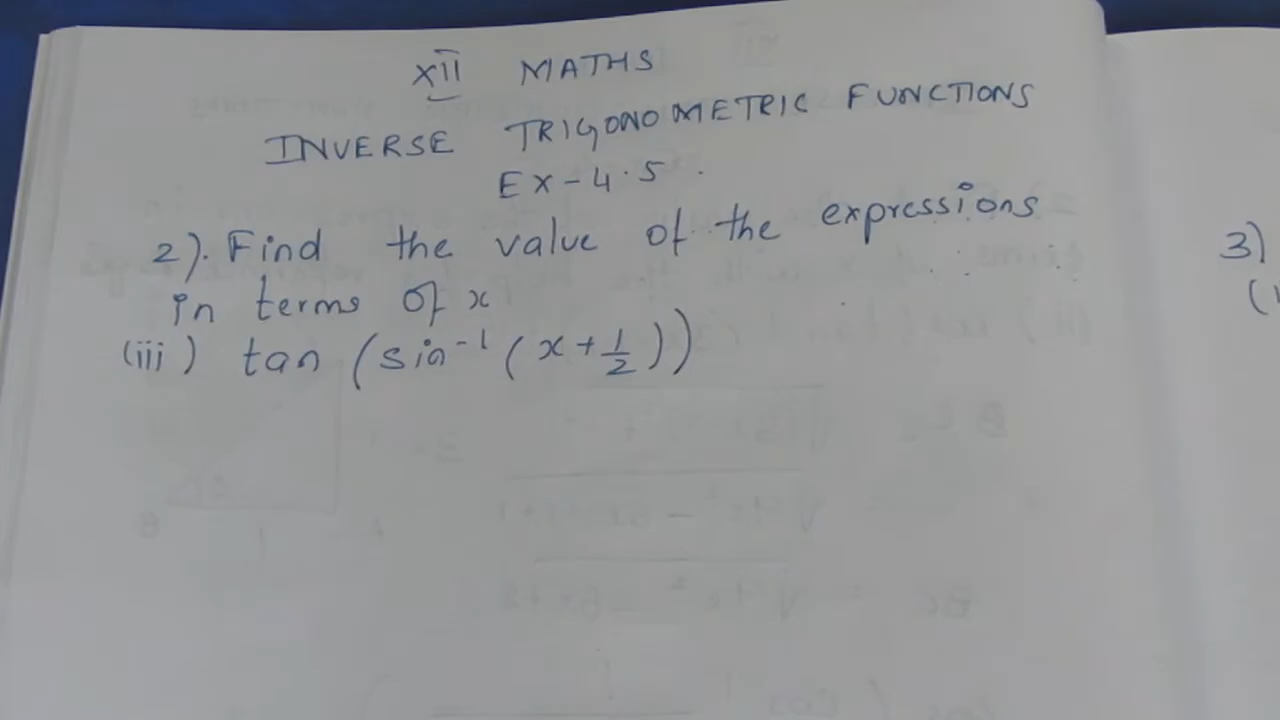 XII MATHS
INVERSE TRIGONOMETRIC FUNCTIONS
EX-4.5.
2). Find the value of the expressions
in terms of x
(iii) tan (sin⁻¹ (x + 1/2))
3)